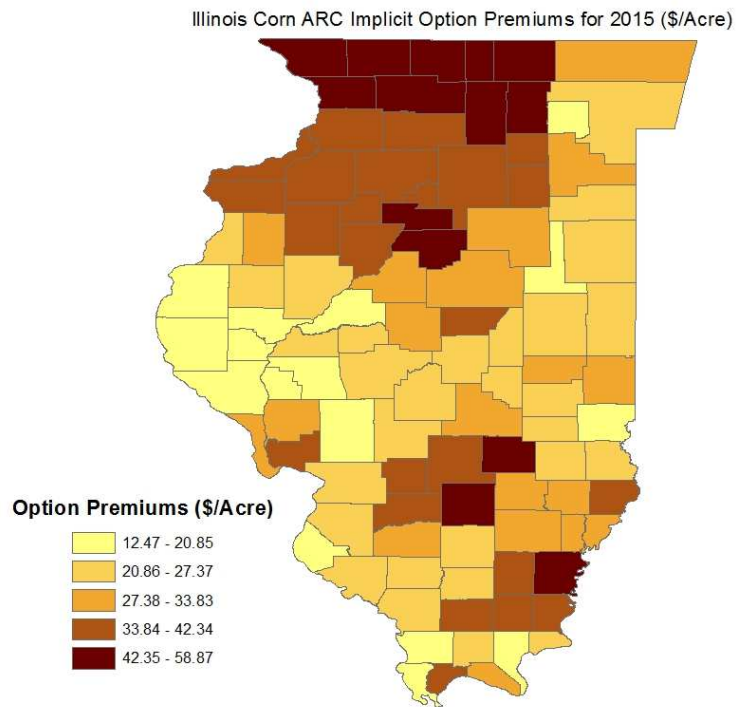 Illinois Corn ARC Implicit Option Premiums for 2015 ($/Acre)
Option Premiums ($/Acre)
12.47 - 20.85
20.86 - 27.37
27.38 - 33.83
33.84 - 42.34
42.35 - 58.87